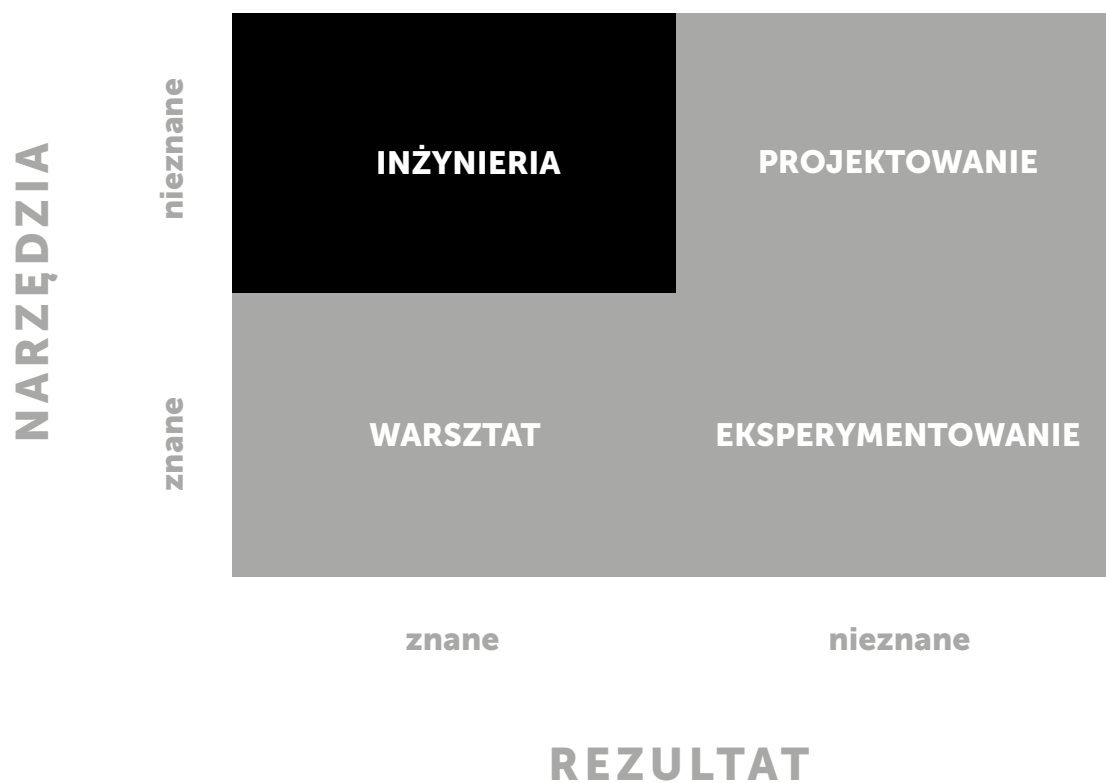 NARZĘDZIA
nieznane
INŻYNIERIA
PROJEKTOWANIE
znane
WARSZTAT
EKSPERYMENTOWANIE
znane
nieznane
REZULTAT